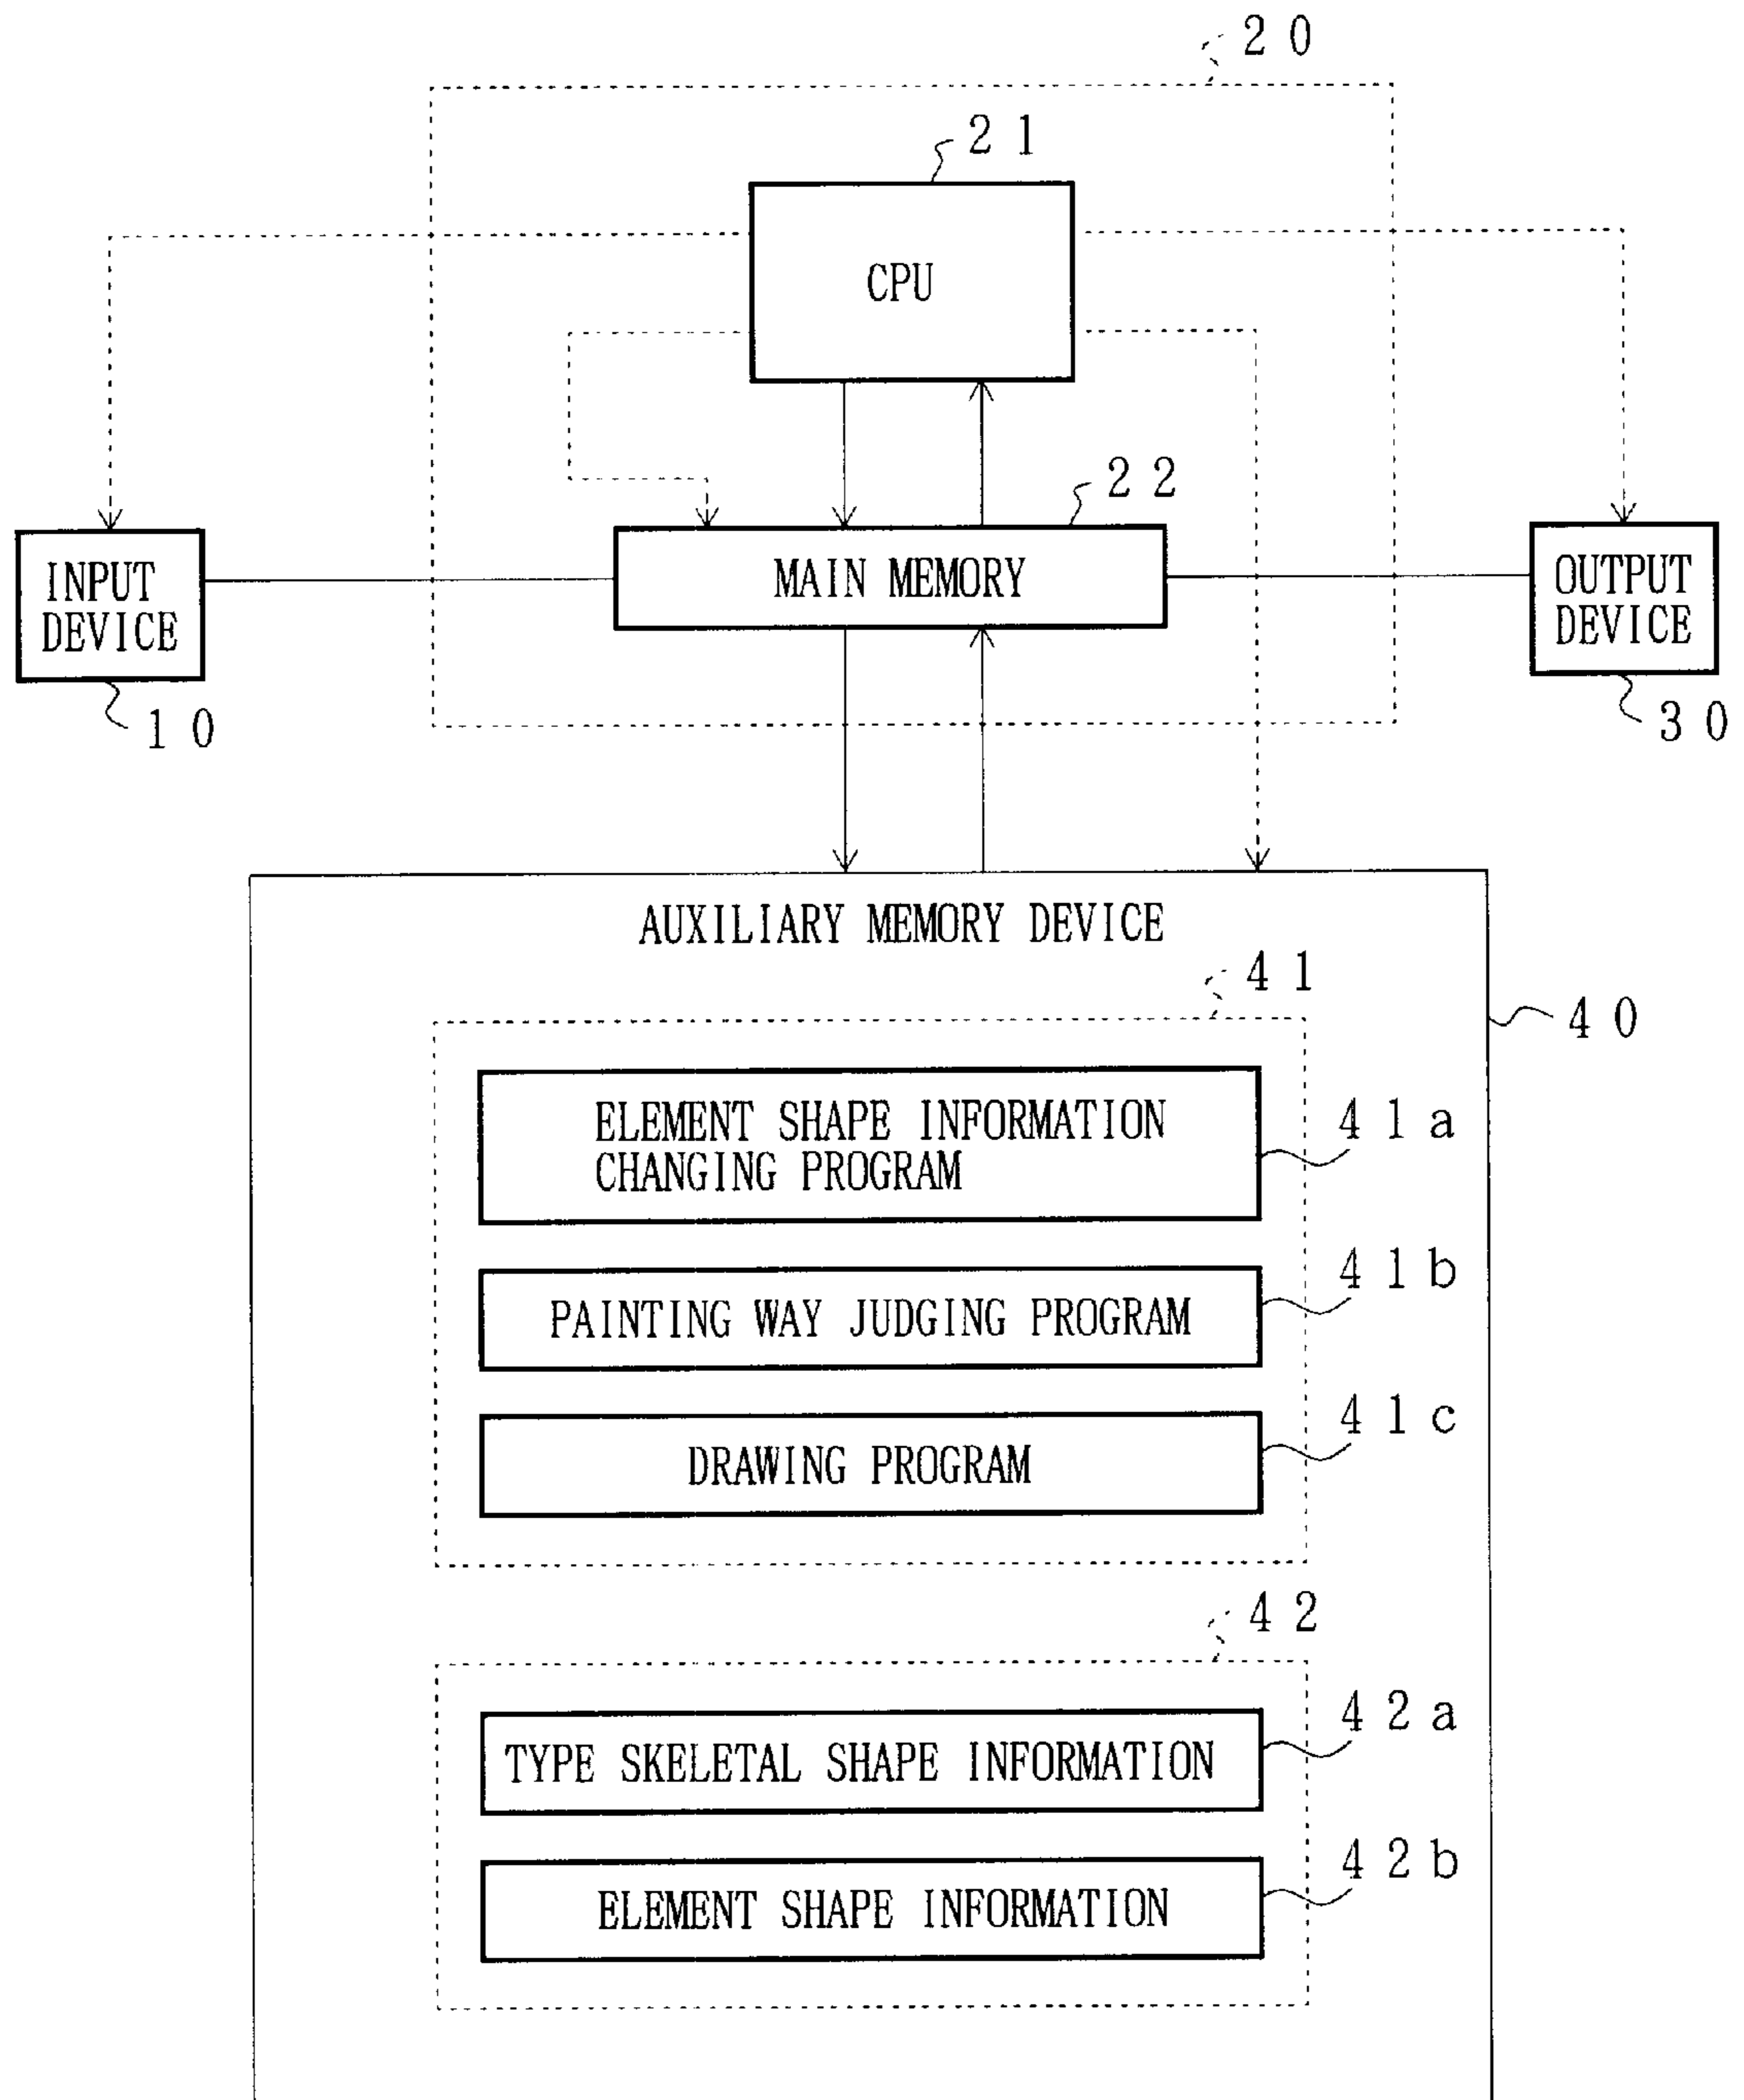 20
21
CPU
22
MAIN MEMORY
INPUT
DEVICE
10
OUTPUT
DEVICE
30
AUXILIARY MEMORY DEVICE
41
40
ELEMENT SHAPE INFORMATION
CHANGING PROGRAM
41a
PAINTING WAY JUDGING PROGRAM
41b
DRAWING PROGRAM
41c
42
TYPE SKELETAL SHAPE INFORMATION
42a
ELEMENT SHAPE INFORMATION
42b